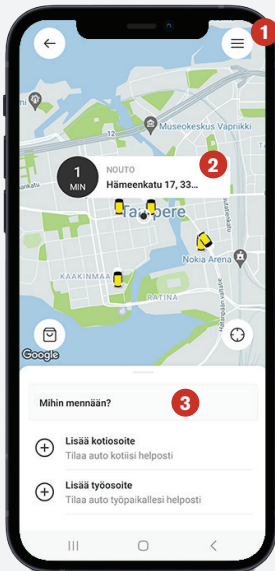 1
Museokeskus Vapriikki
12
1
MIN
NOUTO
2
Hämeenkatu 17, 33...
Tampere
Nokia Arena
KAAKINMAA
RATINA
Google
Mihin mennään?
3
Lisää kotiosoite
Tilaa auto kotiisi helposti
Lisää työosoite
Tilaa auto työpaikallesi helposti